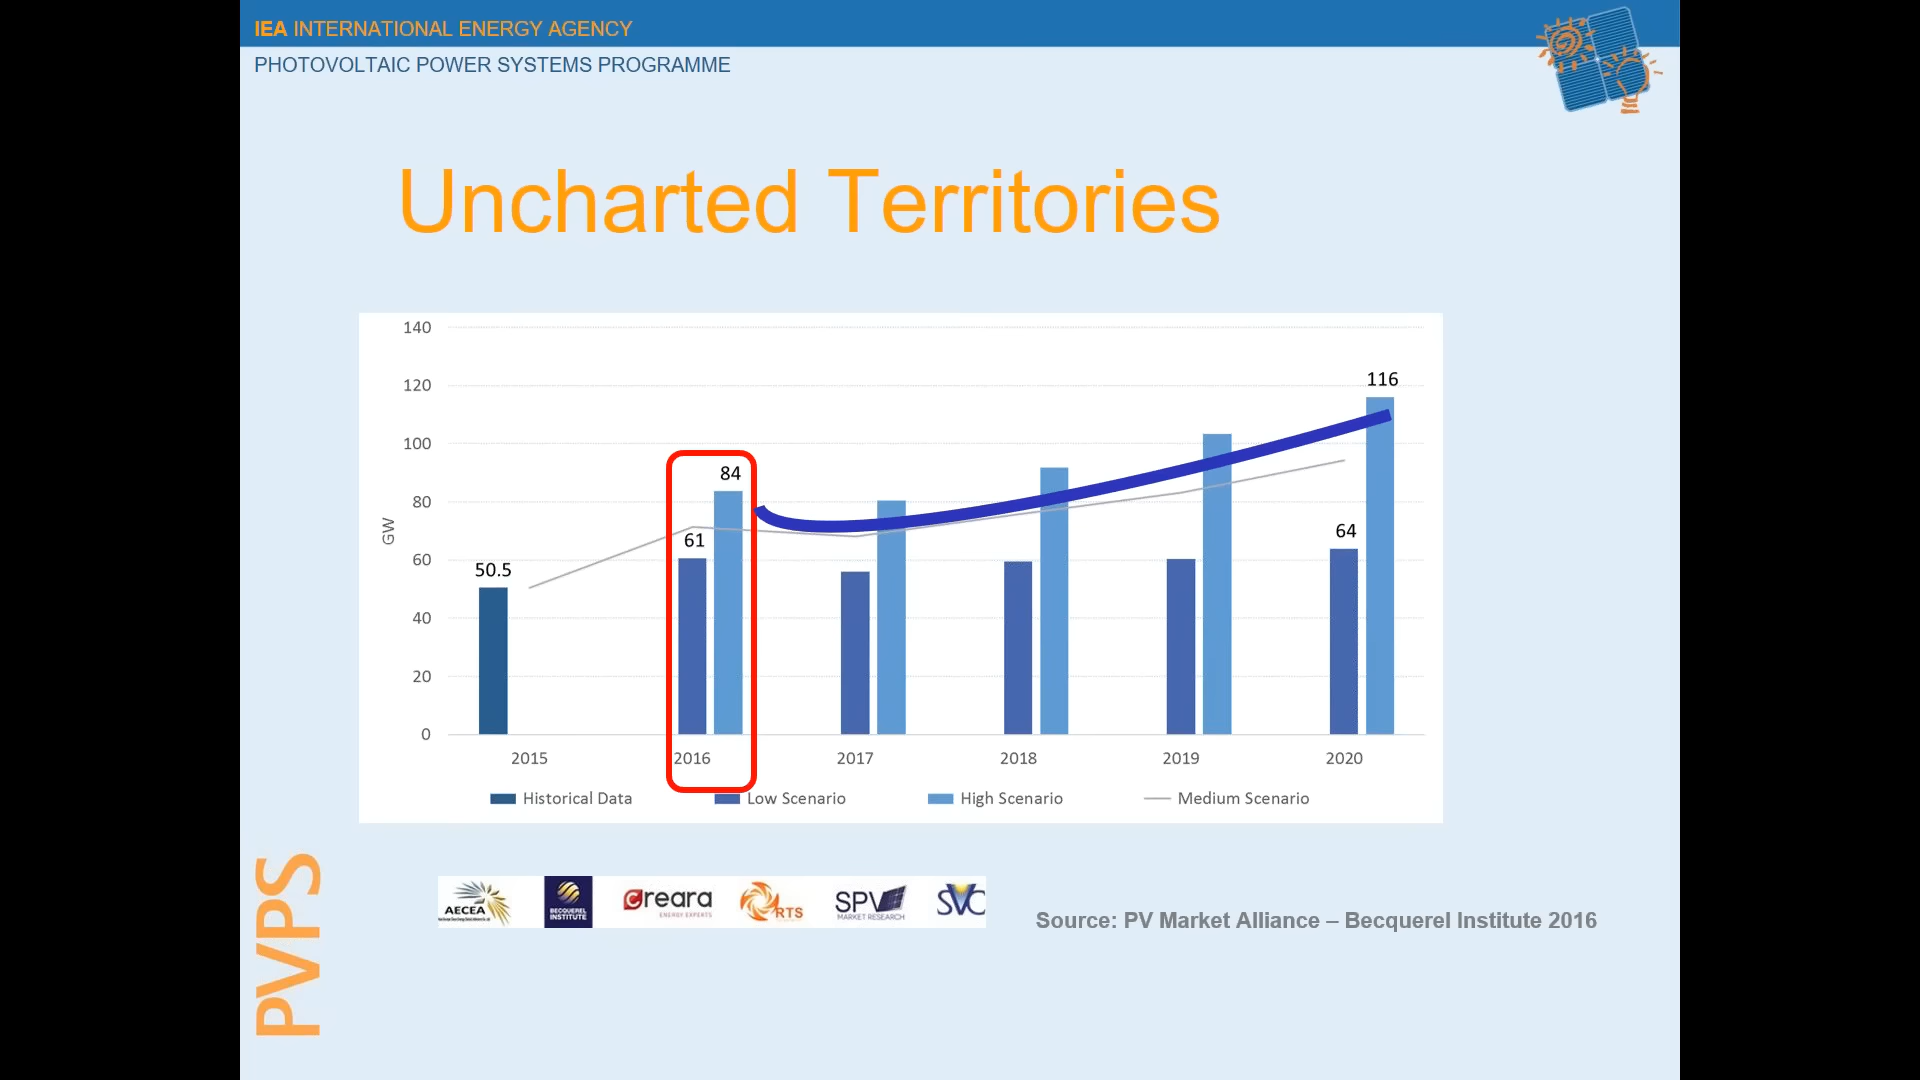 IEA INTERNATIONAL ENERGY AGENCY
PHOTOVOLTAIC POWER SYSTEMS PROGRAMME
Uncharted Territories
140
120
100
80
60
40
20
0
GW
50.5
61
84
64
116
2015
2016
2017
2018
2019
2020
Historical Data
Low Scenario
High Scenario
Medium Scenario
PVPS
AECEA
BECQUEREL
INSTITUTE
Creara
ENERGY EXPERTS
RTS
SPV
MARKET RESEARCH
SVC
Source: PV Market Alliance – Becquerel Institute 2016